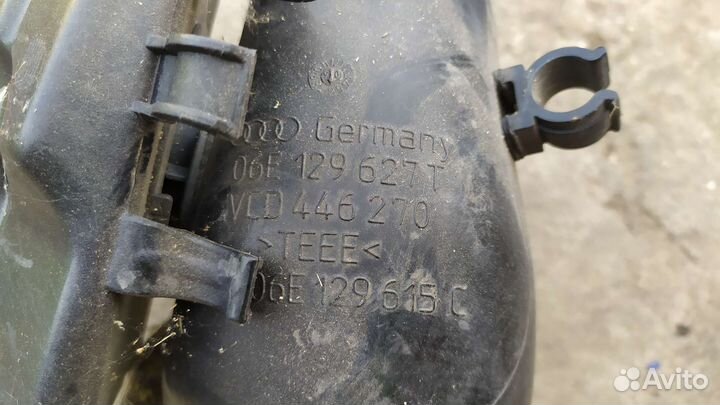 Germany
06E 129 627 T
VCD 446 270
>TEEE<
06E 129 615 C
Avito